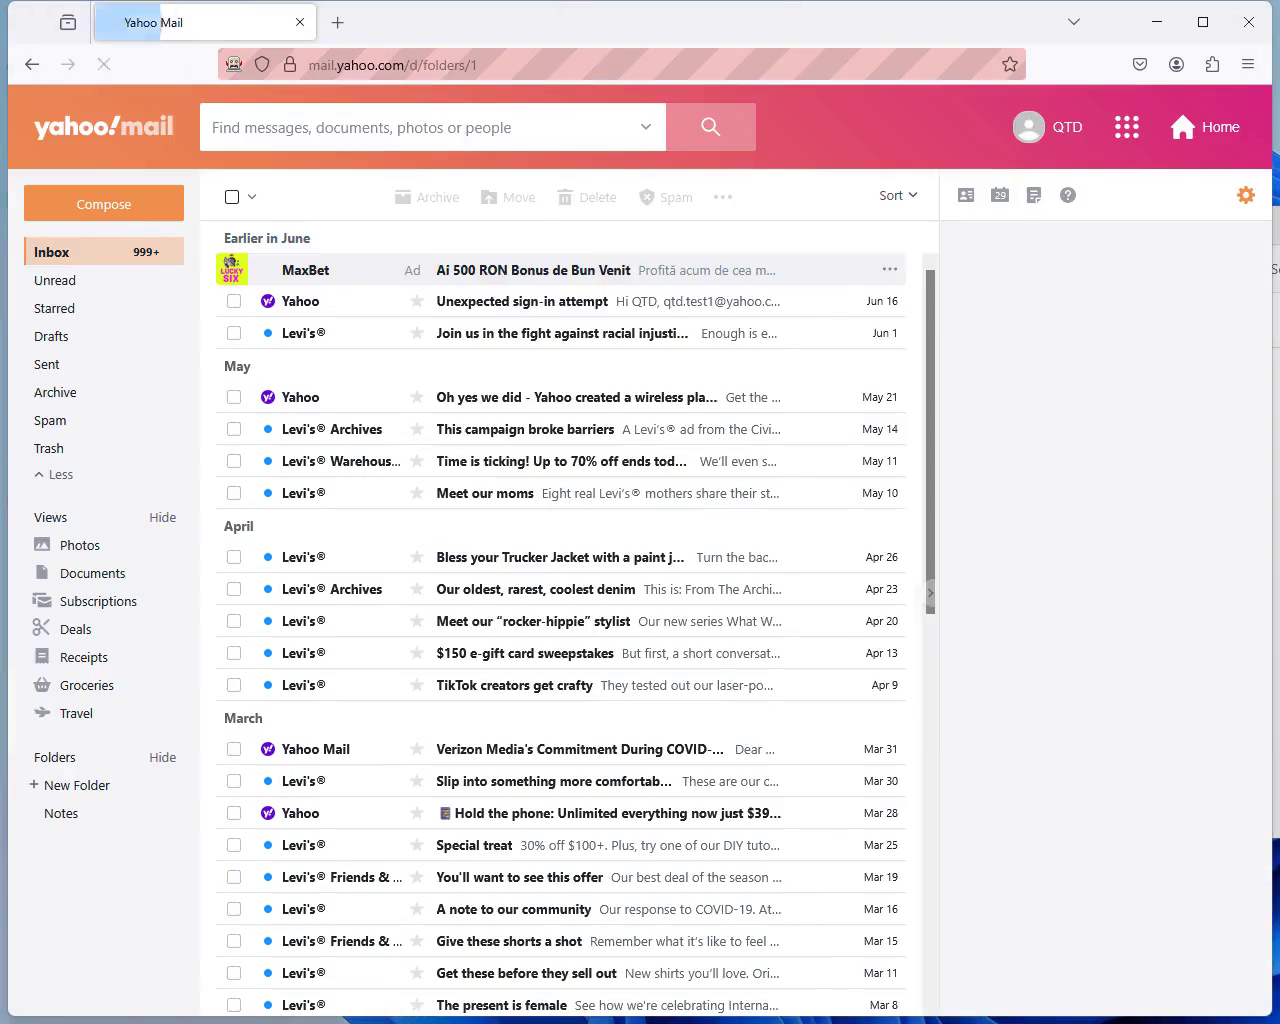 Yahoo Mail
mail.yahoo.com/d/folders/1
yahoo!mail
Find messages, documents, photos or people
QTD
Home
Compose
Archive
Move
Delete
Spam
Sort
29
Inbox 999+
Unread
Starred
Drafts
Sent
Archive
Spam
Trash
Less
Views Hide
Photos
Documents
Subscriptions
Deals
Receipts
Groceries
Travel
Folders Hide
+ New Folder
Notes
Earlier in June
LUCKY SIX MaxBet Ad Ai 500 RON Bonus de Bun Venit Profită acum de cea m...
Yahoo Unexpected sign-in attempt Hi QTD, qtd.test1@yahoo.c... Jun 16
Levi's® Join us in the fight against racial injusti... Enough is e... Jun 1
May
Yahoo Oh yes we did - Yahoo created a wireless pla... Get the ... May 21
Levi's® Archives This campaign broke barriers A Levi's® ad from the Civi... May 14
Levi's® Warehous... Time is ticking! Up to 70% off ends tod... We'll even s... May 11
Levi's® Meet our moms Eight real Levi's® mothers share their st... May 10
April
Levi's® Bless your Trucker Jacket with a paint j... Turn the bac... Apr 26
Levi's® Archives Our oldest, rarest, coolest denim This is: From The Archi... Apr 23
Levi's® Meet our “rocker-hippie” stylist Our new series What W... Apr 20
Levi's® $150 e-gift card sweepstakes But first, a short conversat... Apr 13
Levi's® TikTok creators get crafty They tested out our laser-po... Apr 9
March
Yahoo Mail Verizon Media's Commitment During COVID-... Dear ... Mar 31
Levi's® Slip into something more comfortab... These are our c... Mar 30
Yahoo Hold the phone: Unlimited everything now just $39... Mar 28
Levi's® Special treat 30% off $100+. Plus, try one of our DIY tuto... Mar 25
Levi's® Friends & ... You'll want to see this offer Our best deal of the season ... Mar 19
Levi's® A note to our community Our response to COVID-19. At... Mar 16
Levi's® Friends & ... Give these shorts a shot Remember what it's like to feel ... Mar 15
Levi's® Get these before they sell out New shirts you'll love. Ori... Mar 11
Levi's® The present is female See how we're celebrating Interna... Mar 8